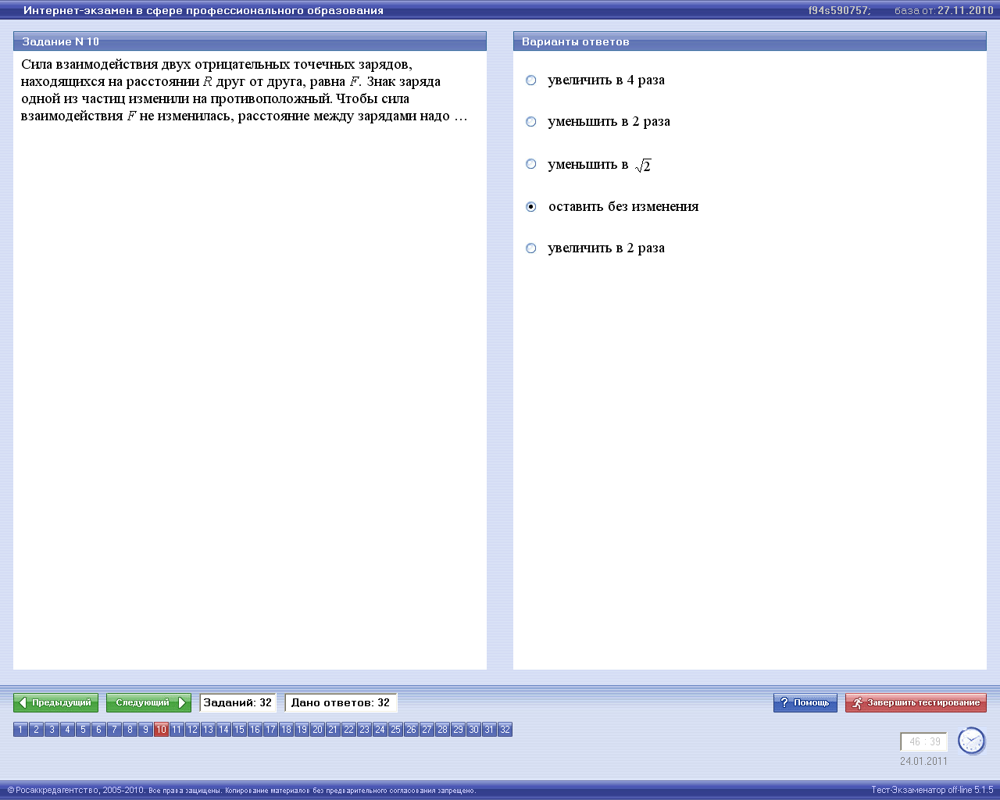 Интернет-экзамен в сфере профессионального образования
f94s590757; база от: 27.11.2010
Задание N 10
Сила взаимодействия двух отрицательных точечных зарядов,
находящихся на расстоянии R друг от друга, равна F. Знак заряда
одной из частиц изменили на противоположный. Чтобы сила
взаимодействия F не изменилась, расстояние между зарядами надо …
Варианты ответов
увеличить в 4 раза
уменьшить в 2 раза
уменьшить в √2
оставить без изменения
увеличить в 2 раза
Предыдущий Следующий Заданий: 32 Дано ответов: 32 ? Помощь Завершить тестирование
1 2 3 4 5 6 7 8 9 10 11 12 13 14 15 16 17 18 19 20 21 22 23 24 25 26 27 28 29 30 31 32
46 : 39
24.01.2011
© Росаккредагентство, 2005-2010. Все права защищены. Копирование материалов без предварительного согласования запрещено. Тест-Экзаменатор off-line 5.1.5